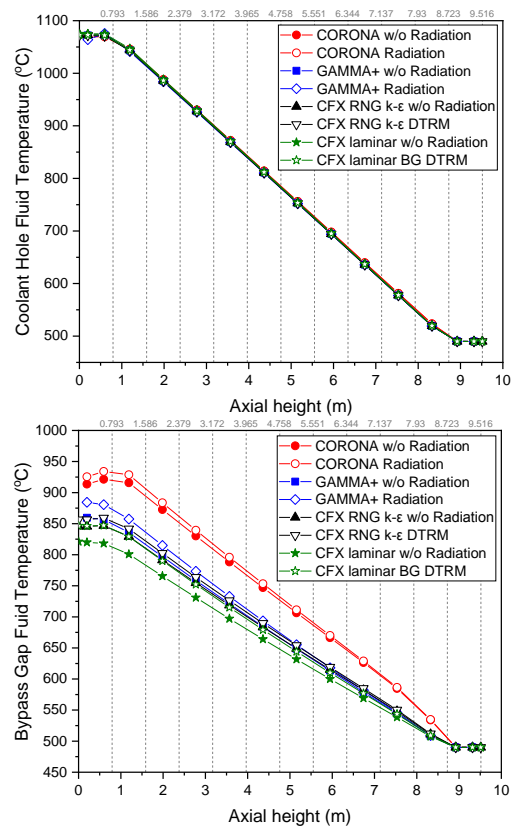 0.793 2.379 3.965 5.551 7.137 8.723
1.586 3.172 4.758 6.344 7.93 9.516
Coolant Hole Fluid Temperature (⁰C)
1100
1000
900
800
700
600
500
CORONA w/o Radiation
CORONA Radiation
GAMMA+ w/o Radiation
GAMMA+ Radiation
CFX RNG k-ε w/o Radiation
CFX RNG k-ε DTRM
CFX laminar w/o Radiation
CFX laminar BG DTRM
0 1 2 3 4 5 6 7 8 9 10
Axial height (m)
0.793 2.379 3.965 5.551 7.137 8.723
1.586 3.172 4.758 6.344 7.93 9.516
Bypass Gap Fuid Temperature (⁰C)
1000
950
900
850
800
750
700
650
600
550
500
450
CORONA w/o Radiation
CORONA Radiation
GAMMA+ w/o Radiation
GAMMA+ Radiation
CFX RNG k-ε w/o Radiation
CFX RNG k-ε DTRM
CFX laminar w/o Radiation
CFX laminar BG DTRM
0 1 2 3 4 5 6 7 8 9 10
Axial height (m)